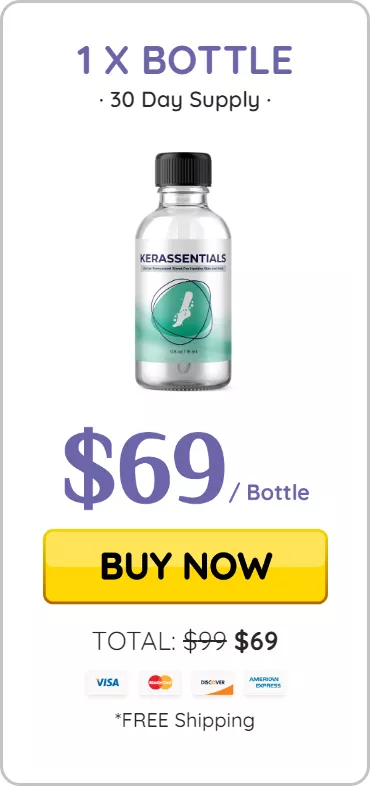 1 X BOTTLE
· 30 Day Supply ·
KERASSENTIALS
$69 / Bottle
BUY NOW
TOTAL: $99 $69
VISA MasterCard DISCOVER AMERICAN EXPRESS
*FREE Shipping